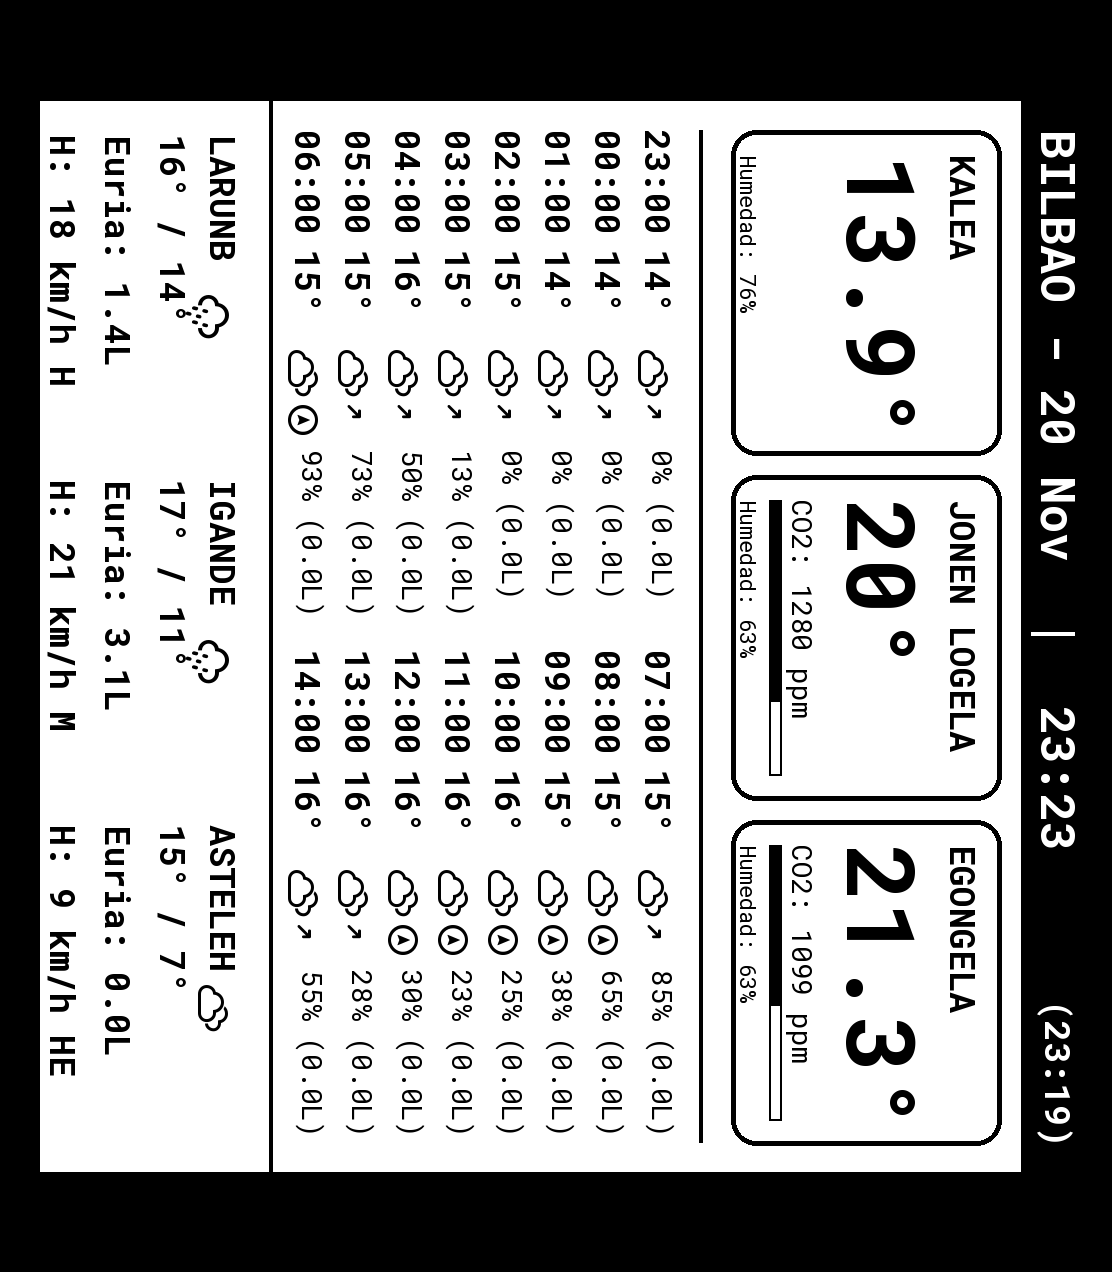 BILBAO - 20 Nov | 23:23 (23:19)
KALEA
13.9°
Humedad: 76%
JONEN LOGELA
20°
CO2: 1280 ppm
Humedad: 63%
EGONGELA
21.3°
CO2: 1099 ppm
Humedad: 63%
23:00 14° ↗ 0% (0.0L)
00:00 14° ↗ 0% (0.0L)
01:00 14° ↗ 0% (0.0L)
02:00 15° ↗ 0% (0.0L)
03:00 15° ↗ 13% (0.0L)
04:00 16° ↗ 50% (0.0L)
05:00 15° ↗ 73% (0.0L)
06:00 15° 93% (0.0L)
07:00 15° ↗ 85% (0.0L)
08:00 15° 65% (0.0L)
09:00 15° 38% (0.0L)
10:00 16° 25% (0.0L)
11:00 16° 23% (0.0L)
12:00 16° 30% (0.0L)
13:00 16° ↗ 28% (0.0L)
14:00 16° ↗ 55% (0.0L)
LARUNB
16° / 14°
Euria: 1.4L
H: 18 km/h H
IGANDE
17° / 11°
Euria: 3.1L
H: 21 km/h M
ASTELEH
15° / 7°
Euria: 0.0L
H: 9 km/h HE